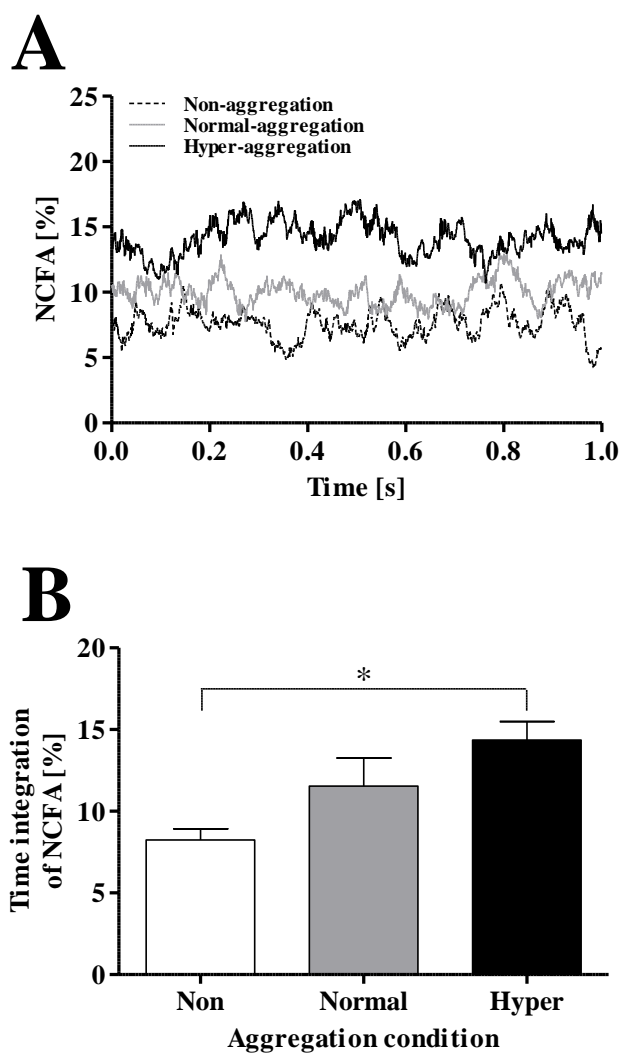 A
25
Non-aggregation
Normal-aggregation
20
Hyper-aggregation
15
NCFA [%]
10
5
0
0.0 0.2 0.4 0.6 0.8 1.0
Time [s]
B
20
*
15
Time integration
of NCFA [%]
10
5
0
Non Normal Hyper
Aggregation condition